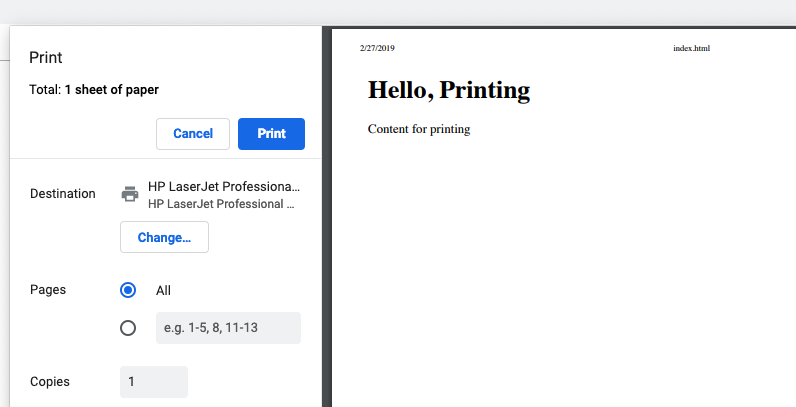 Print
Total: 1 sheet of paper
Cancel Print
Destination
HP LaserJet Professiona...
HP LaserJet Professional ...
Change...
Pages
All
e.g. 1-5, 8, 11-13
Copies
1
2/27/2019 index.html
Hello, Printing
Content for printing